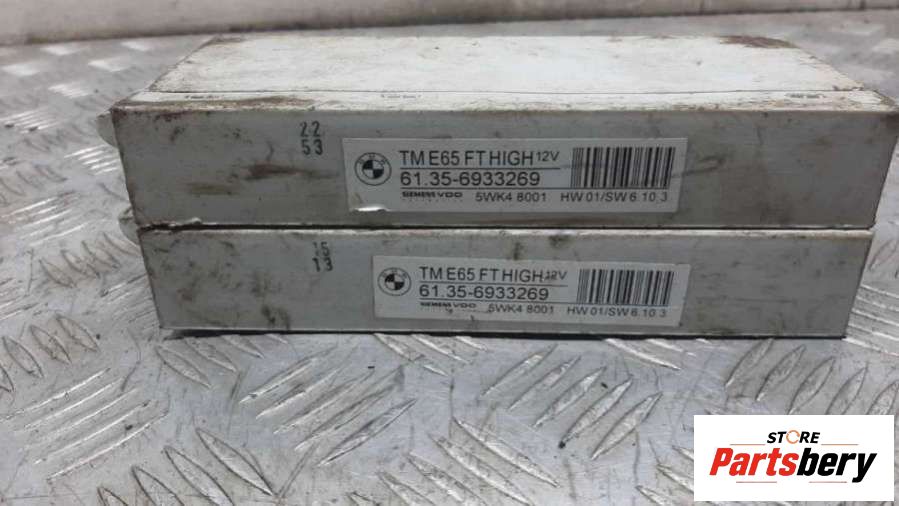 22
53
TM E65 FT HIGH 12V
61.35-6933269
SIEMENS VDO 5WK4 8001 HW 01/SW 6.10.3
15
13
TM E65 FT HIGH 12V
61.35-6933269
SIEMENS VDO 5WK4 8001 HW 01/SW 6.10.3
STORE
Partsbery